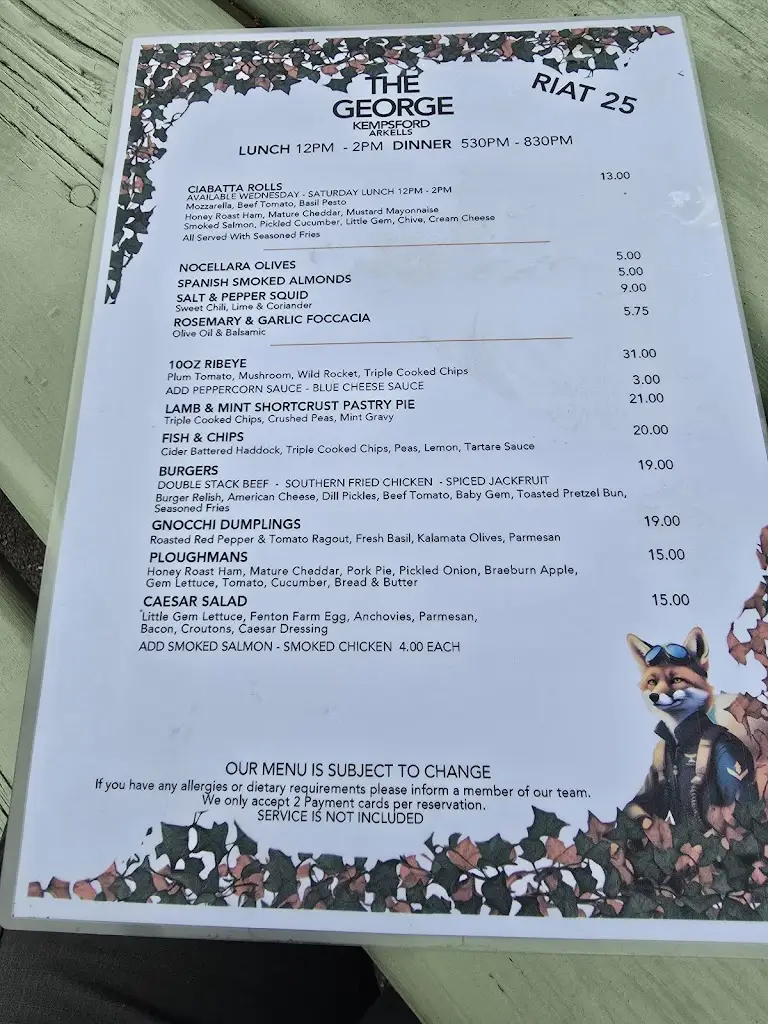 THE
GEORGE
KEMPSFORD
ARKELLS
RIAT 25
LUNCH 12PM - 2PM DINNER 530PM - 830PM
CIABATTA ROLLS 13.00
AVAILABLE WEDNESDAY - SATURDAY LUNCH 12PM - 2PM
Mozzarella, Beef Tomato, Basil Pesto
Honey Roast Ham, Mature Cheddar, Mustard Mayonnaise
Smoked Salmon, Pickled Cucumber, Little Gem, Chive, Cream Cheese
All Served With Seasoned Fries
NOCELLARA OLIVES 5.00
SPANISH SMOKED ALMONDS 5.00
SALT & PEPPER SQUID 9.00
Sweet Chili, Lime & Coriander
ROSEMARY & GARLIC FOCCACIA 5.75
Olive Oil & Balsamic
10OZ RIBEYE 31.00
Plum Tomato, Mushroom, Wild Rocket, Triple Cooked Chips
ADD PEPPERCORN SAUCE - BLUE CHEESE SAUCE 3.00
LAMB & MINT SHORTCRUST PASTRY PIE 21.00
Triple Cooked Chips, Crushed Peas, Mint Gravy
FISH & CHIPS 20.00
Cider Battered Haddock, Triple Cooked Chips, Peas, Lemon, Tartare Sauce
BURGERS 19.00
DOUBLE STACK BEEF - SOUTHERN FRIED CHICKEN - SPICED JACKFRUIT
Burger Relish, American Cheese, Dill Pickles, Beef Tomato, Baby Gem, Toasted Pretzel Bun,
Seasoned Fries
GNOCCHI DUMPLINGS 19.00
Roasted Red Pepper & Tomato Ragout, Fresh Basil, Kalamata Olives, Parmesan
PLOUGHMANS 15.00
Honey Roast Ham, Mature Cheddar, Pork Pie, Pickled Onion, Braeburn Apple,
Gem Lettuce, Tomato, Cucumber, Bread & Butter
CAESAR SALAD 15.00
Little Gem Lettuce, Fenton Farm Egg, Anchovies, Parmesan,
Bacon, Croutons, Caesar Dressing
ADD SMOKED SALMON - SMOKED CHICKEN 4.00 EACH
OUR MENU IS SUBJECT TO CHANGE
If you have any allergies or dietary requirements please inform a member of our team.
We only accept 2 Payment cards per reservation.
SERVICE IS NOT INCLUDED